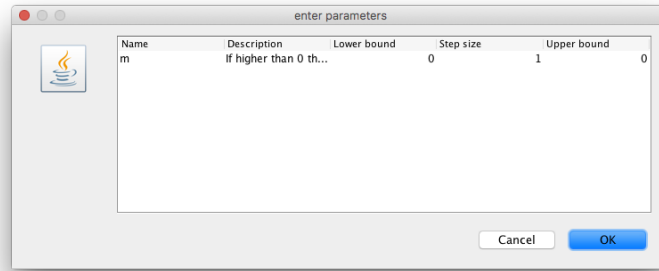 enter parameters
Name Description Lower bound Step size Upper bound
m If higher than 0 th... 0 1 0
Cancel OK